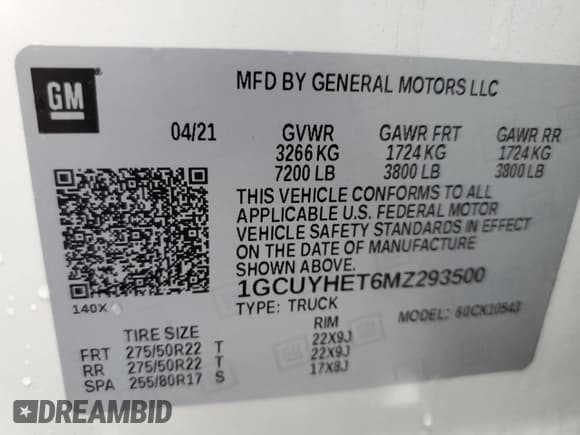 GM
MFD BY GENERAL MOTORS LLC
04/21 GVWR GAWR FRT GAWR RR
3266 KG 1724 KG 1724 KG
7200 LB 3800 LB 3800 LB
THIS VEHICLE CONFORMS TO ALL
APPLICABLE U.S. FEDERAL MOTOR
VEHICLE SAFETY STANDARDS IN EFFECT
ON THE DATE OF MANUFACTURE
SHOWN ABOVE.
1GCUYHET6MZ293500
140X
TYPE: TRUCK MODEL:
TIRE SIZE RIM
FRT 275/50R22 T 22X9J
RR 275/50R22 T 22X9J
SPA 255/80R17 S 17X8J
DREAMBID